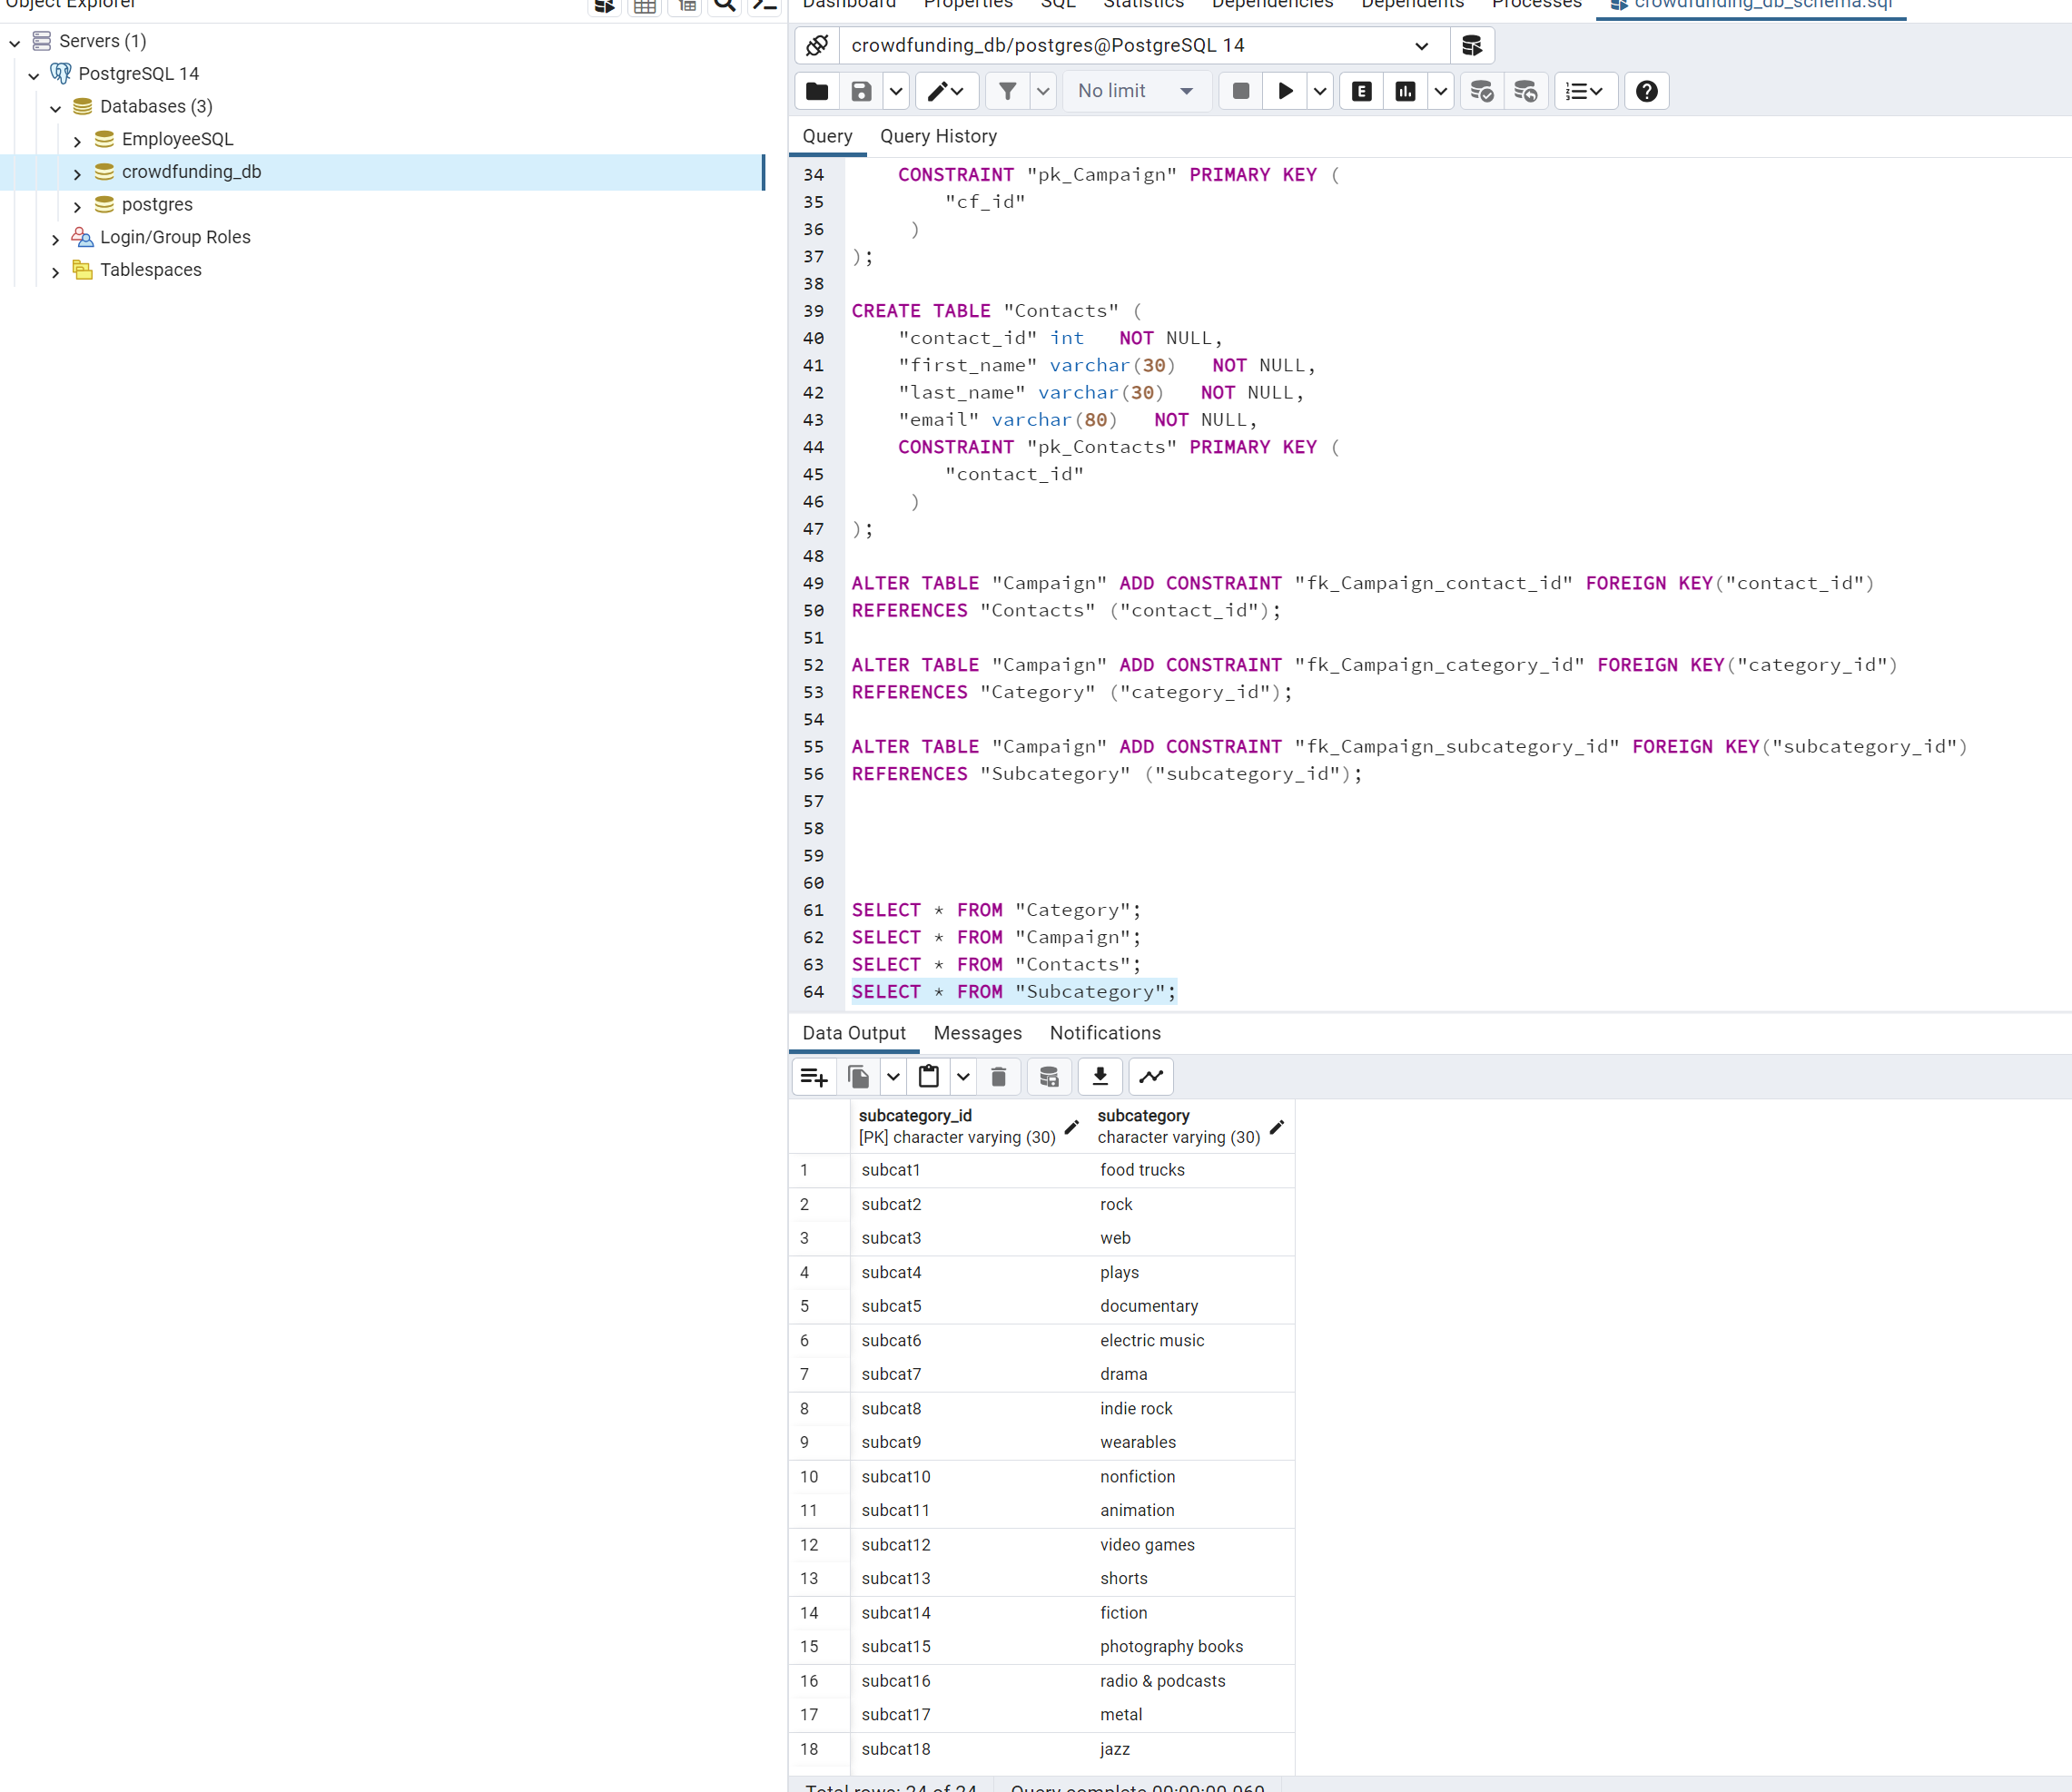 Object Explorer
Servers (1)
PostgreSQL 14
Databases (3)
EmployeeSQL
crowdfunding_db
postgres
Login/Group Roles
Tablespaces
Dashboard Properties SQL Statistics Dependencies Dependents Processes crowdfunding_db_schema.sql
crowdfunding_db/postgres@PostgreSQL 14
No limit
E
Query Query History
34 CONSTRAINT "pk_Campaign" PRIMARY KEY (
35 "cf_id"
36 )
37 );
38
39 CREATE TABLE "Contacts" (
40 "contact_id" int NOT NULL,
41 "first_name" varchar(30) NOT NULL,
42 "last_name" varchar(30) NOT NULL,
43 "email" varchar(80) NOT NULL,
44 CONSTRAINT "pk_Contacts" PRIMARY KEY (
45 "contact_id"
46 )
47 );
48
49 ALTER TABLE "Campaign" ADD CONSTRAINT "fk_Campaign_contact_id" FOREIGN KEY("contact_id")
50 REFERENCES "Contacts" ("contact_id");
51
52 ALTER TABLE "Campaign" ADD CONSTRAINT "fk_Campaign_category_id" FOREIGN KEY("category_id")
53 REFERENCES "Category" ("category_id");
54
55 ALTER TABLE "Campaign" ADD CONSTRAINT "fk_Campaign_subcategory_id" FOREIGN KEY("subcategory_id")
56 REFERENCES "Subcategory" ("subcategory_id");
57
58
59
60
61 SELECT * FROM "Category";
62 SELECT * FROM "Campaign";
63 SELECT * FROM "Contacts";
64 SELECT * FROM "Subcategory";
Data Output Messages Notifications
subcategory_id subcategory
[PK] character varying (30) character varying (30)
1 subcat1 food trucks
2 subcat2 rock
3 subcat3 web
4 subcat4 plays
5 subcat5 documentary
6 subcat6 electric music
7 subcat7 drama
8 subcat8 indie rock
9 subcat9 wearables
10 subcat10 nonfiction
11 subcat11 animation
12 subcat12 video games
13 subcat13 shorts
14 subcat14 fiction
15 subcat15 photography books
16 subcat16 radio & podcasts
17 subcat17 metal
18 subcat18 jazz
Total rows: 24 of 24 Query complete 00:00:00.060